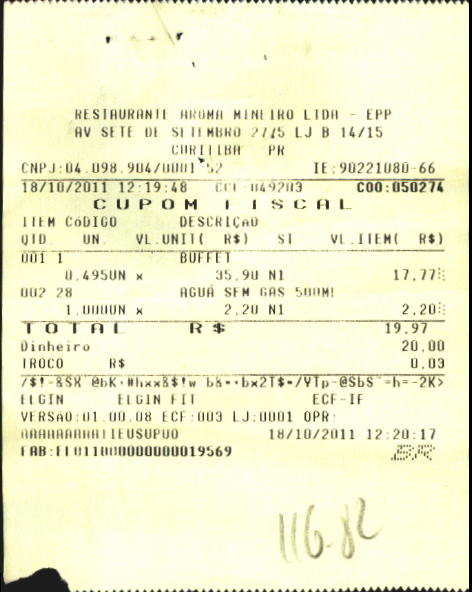 RESTAURANTE AROMA MINEIRO LTDA - EPP
AV SETE DE SETEMBRO 2775 LJ B 14/15
CURITIBA PR
CNPJ:04.098.904/0001 52 IE:90221080-66
18/10/2011 12:19:48 CCF:049203 COO:050274
CUPOM FISCAL
ITEM CóDIGO DESCRIÇãO
QTD. UN. VL.UNIT( R$) ST VL.ITEM( R$)
001 1 BUFFET
0,495UN x 35,90 N1 17,77
002 28 AGUÁ SEM GAS 500Ml
1,000UN x 2,20 N1 2,20
TOTAL R$ 19,97
Dinheiro 20,00
TROCO R$ 0,03
ELGIN ELGIN FIT ECF-IF
VERSAO:01.00.08 ECF:003 LJ:0001 OPR:
18/10/2011 12:20:17
FAB:EL011000000000019569 BR
116.82